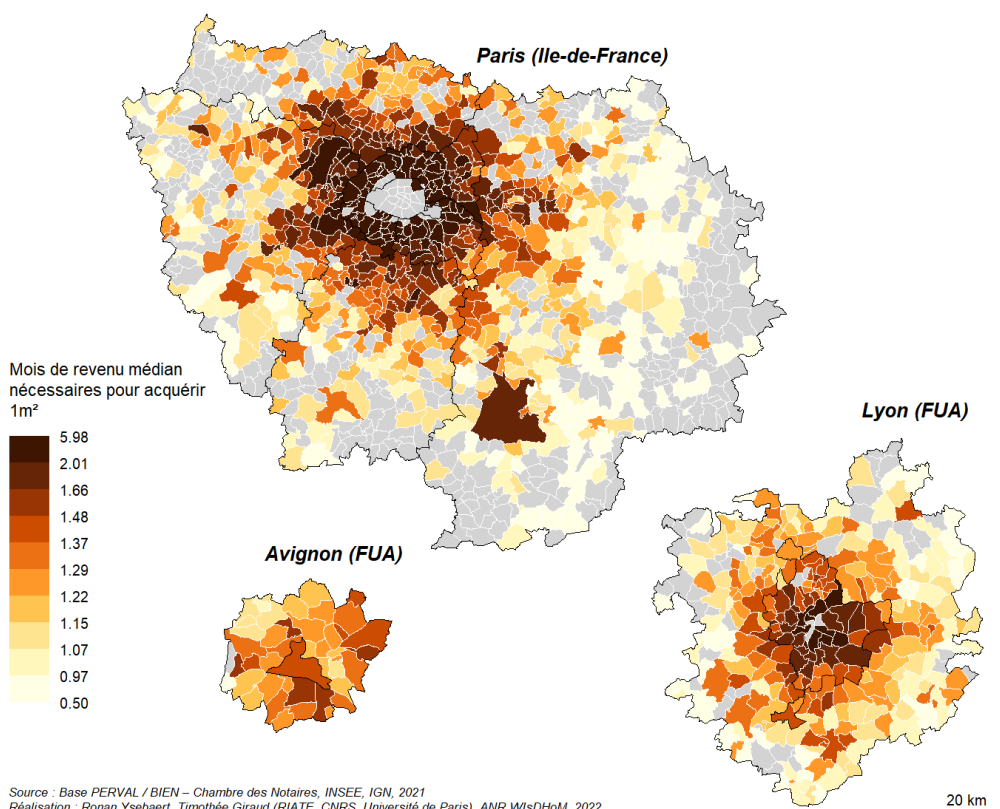 Paris (Ile-de-France)
Mois de revenu médian
nécessaires pour acquérir
1m²
5.98
2.01
1.66
1.48
1.37
1.29
1.22
1.15
1.07
0.97
0.50
Lyon (FUA)
Avignon (FUA)
Source : Base PERVAL / BIEN – Chambre des Notaires, INSEE, IGN, 2021
Réalisation : Ronan Ysebaert, Timothée Giraud (RIATE, CNRS, Université de Paris), ANR WIsDHoM, 2022
20 km